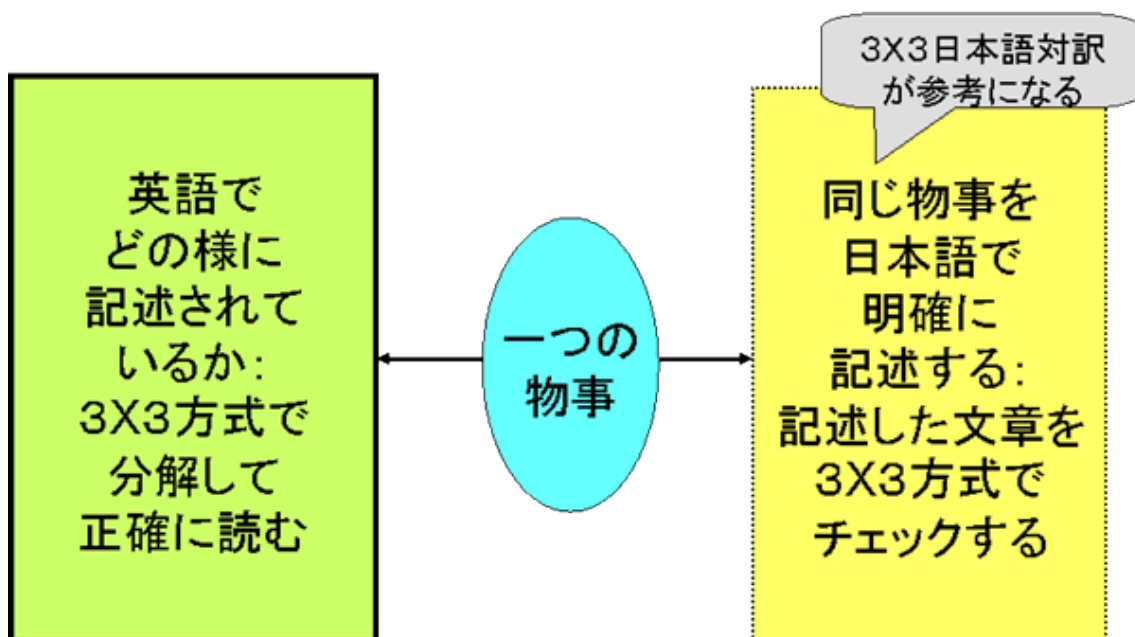 英語で
どの様に
記述されて
いるか：
３Ｘ３方式で
分解して
正確に読む
一つの
物事
３Ｘ３日本語対訳
が参考になる
同じ物事を
日本語で
明確に
記述する：
記述した文章を
３Ｘ３方式で
チェックする